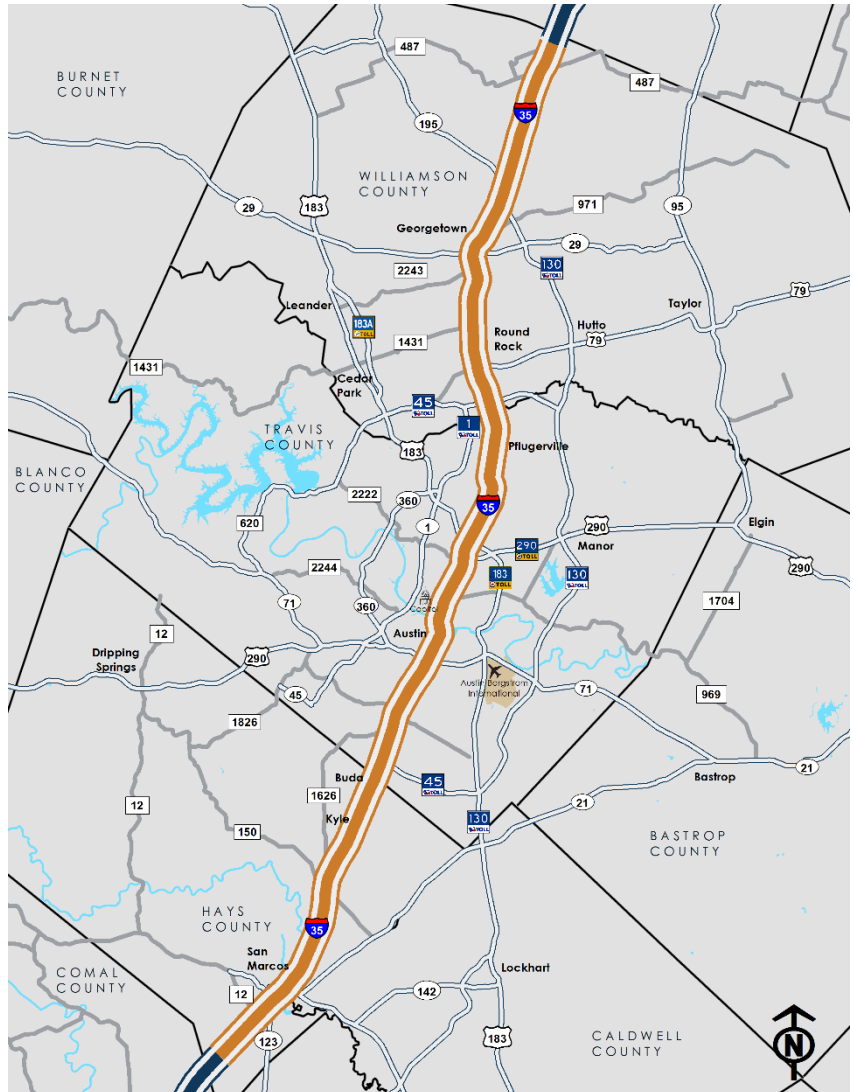 487
BURNET
COUNTY
487
35
195
WILLIAMSON
COUNTY
183
29
971
95
Georgetown
29
2243
130
TOLL
79
Leander
Taylor
183A
TOLL
Hutto
Round
Rock
1431
79
1431
Cedar
Park
45
TOLL
1
TOLL
TRAVIS
COUNTY
183
Pflugerville
BLANCO
COUNTY
2222
360
35
620
1
290
Elgin
290
TOLL
Manor
2244
183
TOLL
130
TOLL
290
71
360
Capitol
1704
12
Austin
Dripping
Springs
290
Austin Bergstrom
International
71
45
969
1826
21
Buda
45
TOLL
Bastrop
1626
21
12
Kyle
130
TOLL
150
BASTROP
COUNTY
HAYS
COUNTY
35
San
Marcos
Lockhart
COMAL
COUNTY
12
142
123
183
CALDWELL
COUNTY
N